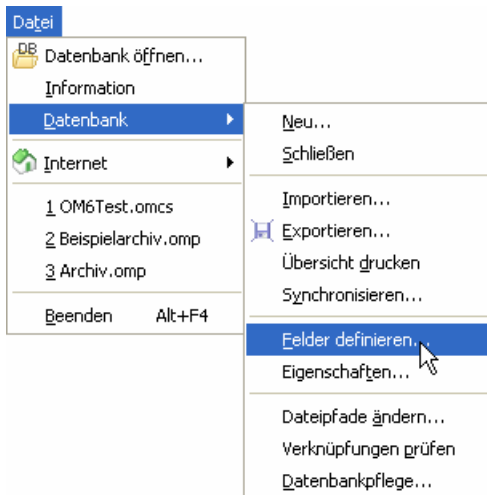 Datei
DB
Datenbank öffnen...
Information
Datenbank
Internet
1 OM6Test.omcs
2 Beispielarchiv.omp
3 Archiv.omp
Beenden Alt+F4
Neu...
Schließen
Importieren...
Exportieren...
Übersicht drucken
Synchronisieren...
Felder definieren...
Eigenschaften...
Dateipfade ändern...
Verknüpfungen prüfen
Datenbankpflege...